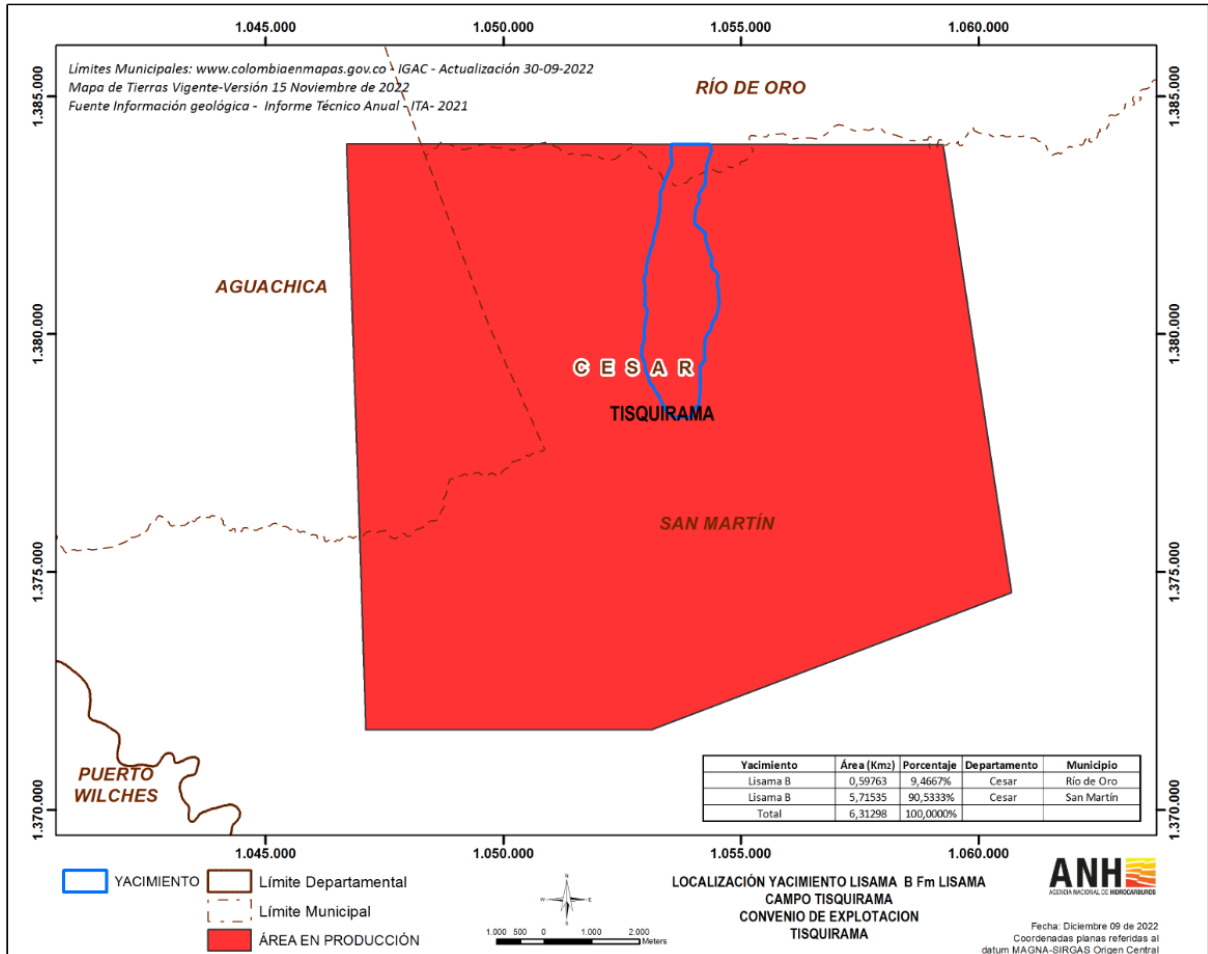 1.045.000 1.050.000 1.055.000 1.060.000
Límites Municipales: www.colombiaenmapas.gov.co - IGAC - Actualización 30-09-2022
Mapa de Tierras Vigente-Versión 15 Noviembre de 2022
Fuente Información geológica - Informe Técnico Anual - ITA- 2021
RÍO DE ORO
1.385.000 1.385.000
AGUACHICA
1.380.000 1.380.000
CESAR
TISQUIRAMA
SAN MARTÍN
1.375.000 1.375.000
PUERTO
WILCHES
Yacimiento Área (Km2) Porcentaje Departamento Municipio
Lisama B 0,59763 9,4667% Cesar Río de Oro
Lisama B 5,71535 90,5333% Cesar San Martín
Total 6,31298 100,0000%
1.370.000 1.370.000
1.045.000 1.050.000 1.055.000 1.060.000
YACIMIENTO
Límite Departamental
Límite Municipal
ÁREA EN PRODUCCIÓN
N
W E
S
1.000 500 0 1.000 2.000
Meters
LOCALIZACIÓN YACIMIENTO LISAMA B Fm LISAMA
CAMPO TISQUIRAMA
CONVENIO DE EXPLOTACION
TISQUIRAMA
ANH
AGENCIA NACIONAL DE HIDROCARBUROS
Fecha: Diciembre 09 de 2022
Coordenadas planas referidas al
datum MAGNA-SIRGAS Origen Central